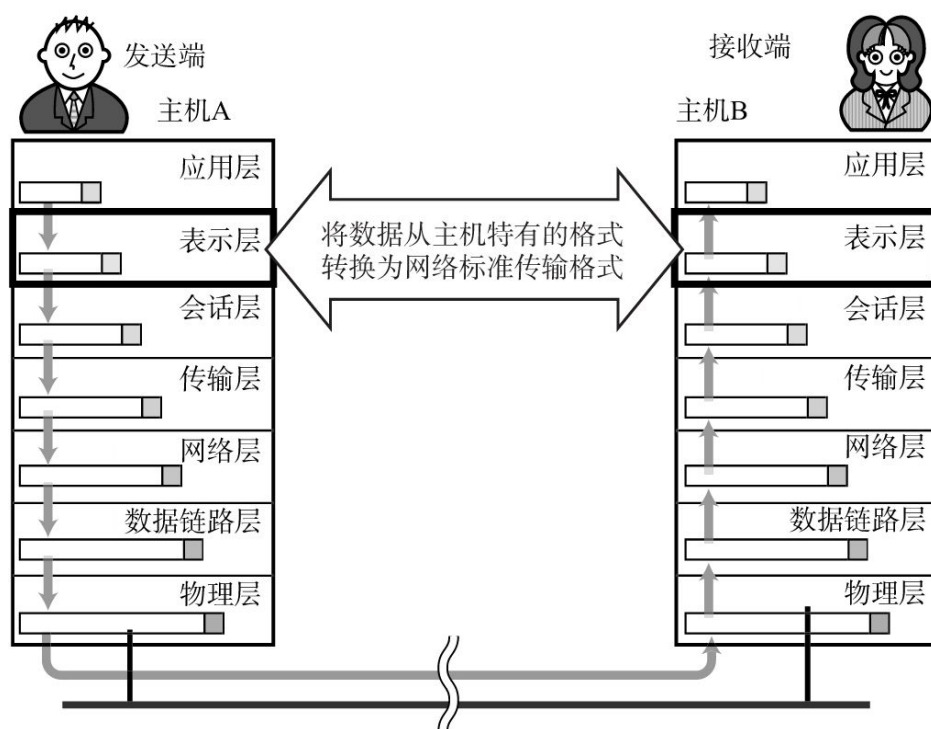 发送端
接收端
主机A
主机B
应用层
表示层
会话层
传输层
网络层
数据链路层
物理层
将数据从主机特有的格式
转换为网络标准传输格式
应用层
表示层
会话层
传输层
网络层
数据链路层
物理层